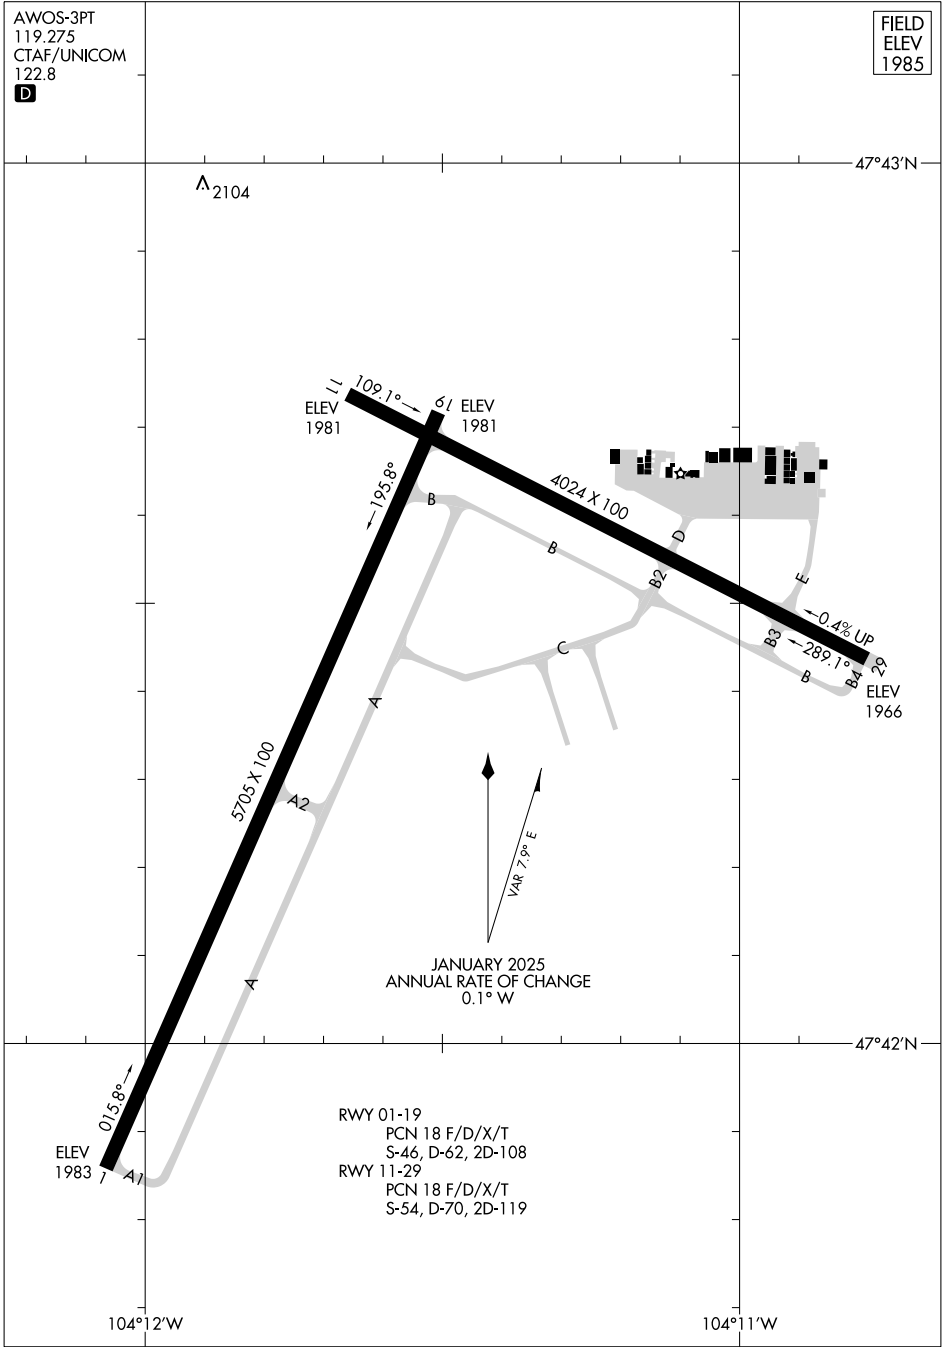 AWOS-3PT
119.275
CTAF/UNICOM
122.8
D
FIELD
ELEV
1985
47°43'N
2104
11
109.1°
ELEV
1981
19
ELEV
1981
195.8°
B
4024 X 100
D
B
B2
E
0.4% UP
B3
289.1°
29
C
B
B4
ELEV
1966
A
5705 X 100
A2
VAR 7.9° E
A
JANUARY 2025
ANNUAL RATE OF CHANGE
0.1° W
47°42'N
015.8°
RWY 01-19
PCN 18 F/D/X/T
S-46, D-62, 2D-108
RWY 11-29
PCN 18 F/D/X/T
S-54, D-70, 2D-119
ELEV
1983
1
A1
104°12'W
104°11'W